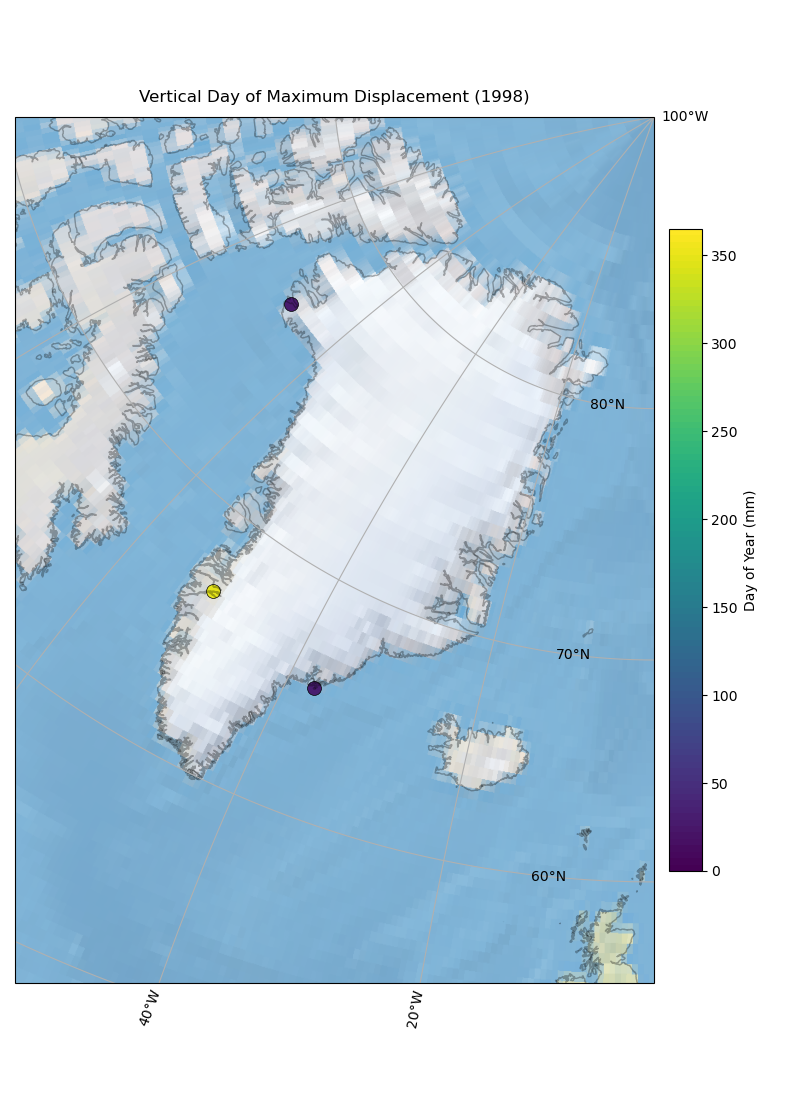 Vertical Day of Maximum Displacement (1998)
100°W
350
300
80°N
250
200
Day of Year (mm)
150
70°N
100
50
0
60°N
40°W
20°W